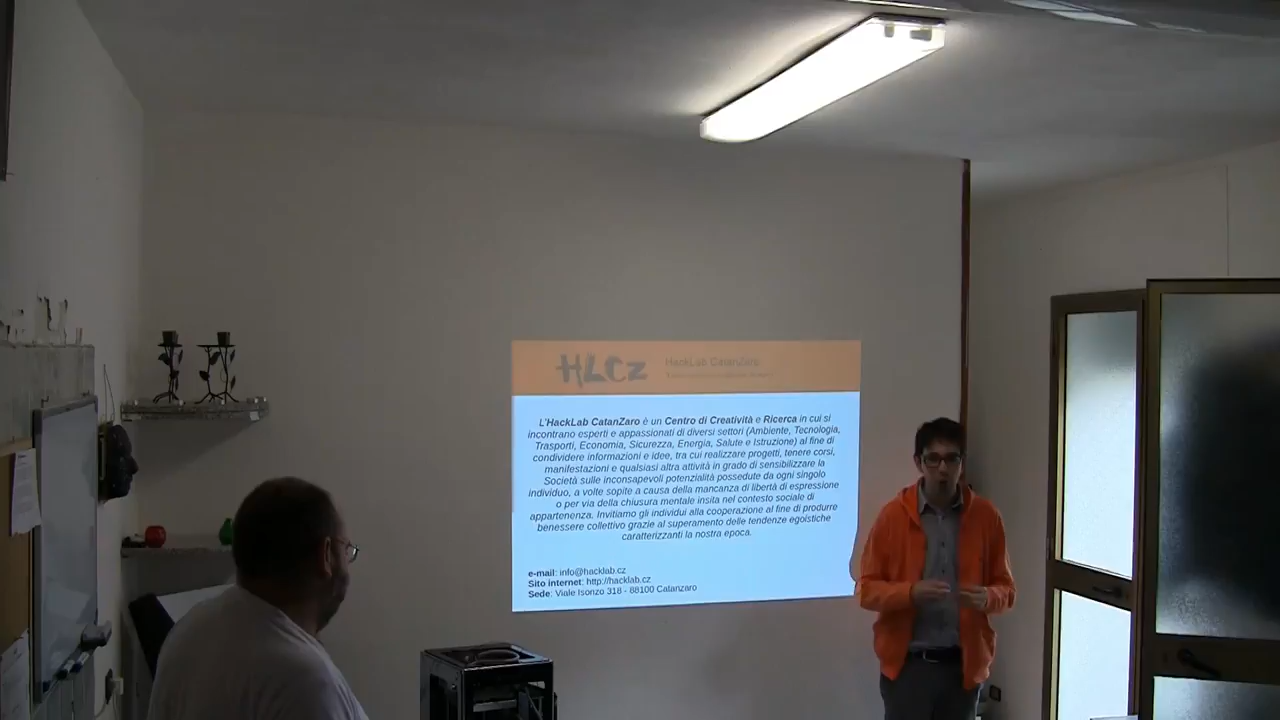 HLCz
HackLab CatanZaro
L'HackLab CatanZaro è un Centro di Creatività e Ricerca in cui si
incontrano esperti e appassionati di diversi settori (Ambiente, Tecnologia,
Trasporti, Economia, Sicurezza, Energia, Salute e Istruzione) al fine di
condividere informazioni e idee, tra cui realizzare progetti, tenere corsi,
manifestazioni e qualsiasi altra attività in grado di sensibilizzare la
Società sulle inconsapevoli potenzialità possedute da ogni singolo
individuo, a volte sopite a causa della mancanza di libertà di espressione
o per via della chiusura mentale insita nel contesto sociale di
appartenenza. Invitiamo gli individui alla cooperazione al fine di produrre
benessere collettivo grazie al superamento delle tendenze egoistiche
caratterizzanti la nostra epoca.
e-mail: info@hacklab.cz
Sito internet: http://hacklab.cz
Sede: Viale Isonzo 318 - 88100 Catanzaro